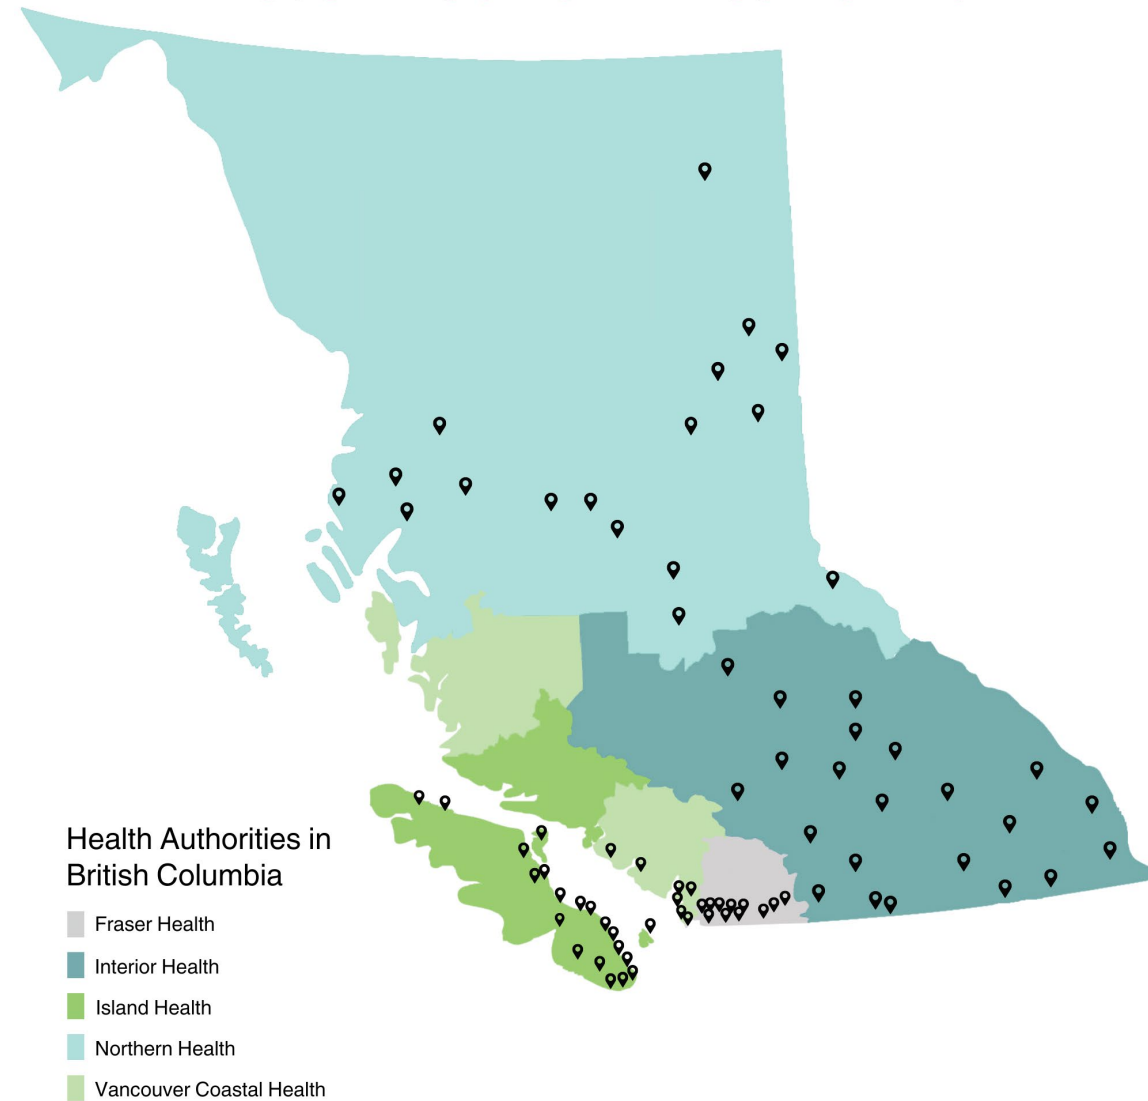 Health Authorities in
British Columbia
Fraser Health
Interior Health
Island Health
Northern Health
Vancouver Coastal Health